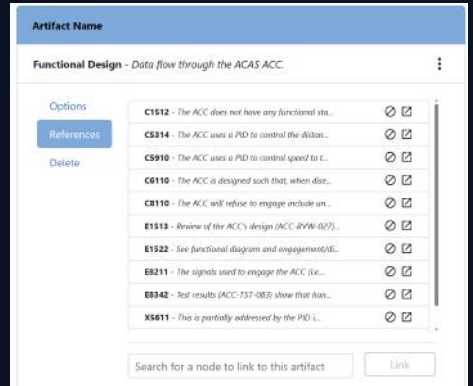 Artifact Name
Functional Design - Data flow through the ACAS ACC.
Options
References
Delete
C1512 - The ACC does not have any functional sta...
C5314 - The ACC uses a PID to control the distan...
C5910 - The ACC uses a PID to control speed to t...
C6110 - The ACC is designed such that, when dise...
C8110 - The ACC will refuse to engage include un...
E1513 - Review of the ACC's design (ACC-RVW-027)...
E1522 - See functional diagram and engagement/di...
E8211 - The signals used to engage the ACC (i.e....
E8342 - Test results (ACC-TST-083) show that han...
X5811 - This is partially addressed by the PID i...
Search for a node to link to this artifact
Link